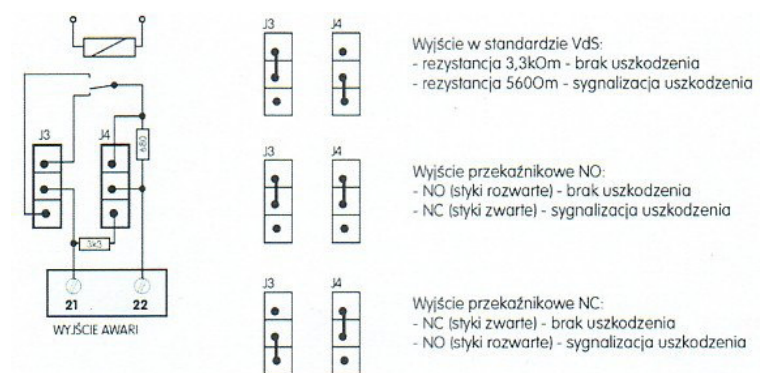 J3
J4
680
3k3
21
22
WYJŚCIE AWARI
J3
J4
Wyjście w standardzie VdS:
- rezystancja 3,3kOm - brak uszkodzenia
- rezystancja 560Om - sygnalizacja uszkodzenia
J3
J4
Wyjście przekaźnikowe NO:
- NO (styki rozwarte) - brak uszkodzenia
- NC (styki zwarte) - sygnalizacja uszkodzenia
J3
J4
Wyjście przekaźnikowe NC:
- NC (styki zwarte) - brak uszkodzenia
- NO (styki rozwarte) - sygnalizacja uszkodzenia